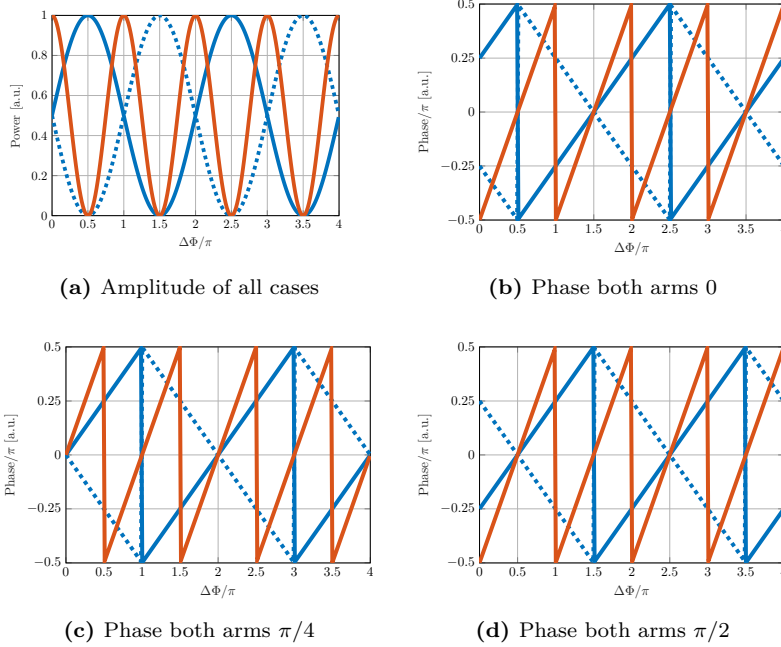 1
0.8
0.6
0.4
0.2
0
Power [a.u.]
0 0.5 1 1.5 2 2.5 3 3.5 4
ΔΦ/π
(a) Amplitude of all cases
0.5
0.25
0
−0.25
−0.5
Phase/π [a.u.]
0 0.5 1 1.5 2 2.5 3 3.5 4
ΔΦ/π
(b) Phase both arms 0
0.5
0.25
0
−0.25
−0.5
Phase/π [a.u.]
0 0.5 1 1.5 2 2.5 3 3.5 4
ΔΦ/π
(c) Phase both arms π/4
0.5
0.25
0
−0.25
−0.5
Phase/π [a.u.]
0 0.5 1 1.5 2 2.5 3 3.5 4
ΔΦ/π
(d) Phase both arms π/2